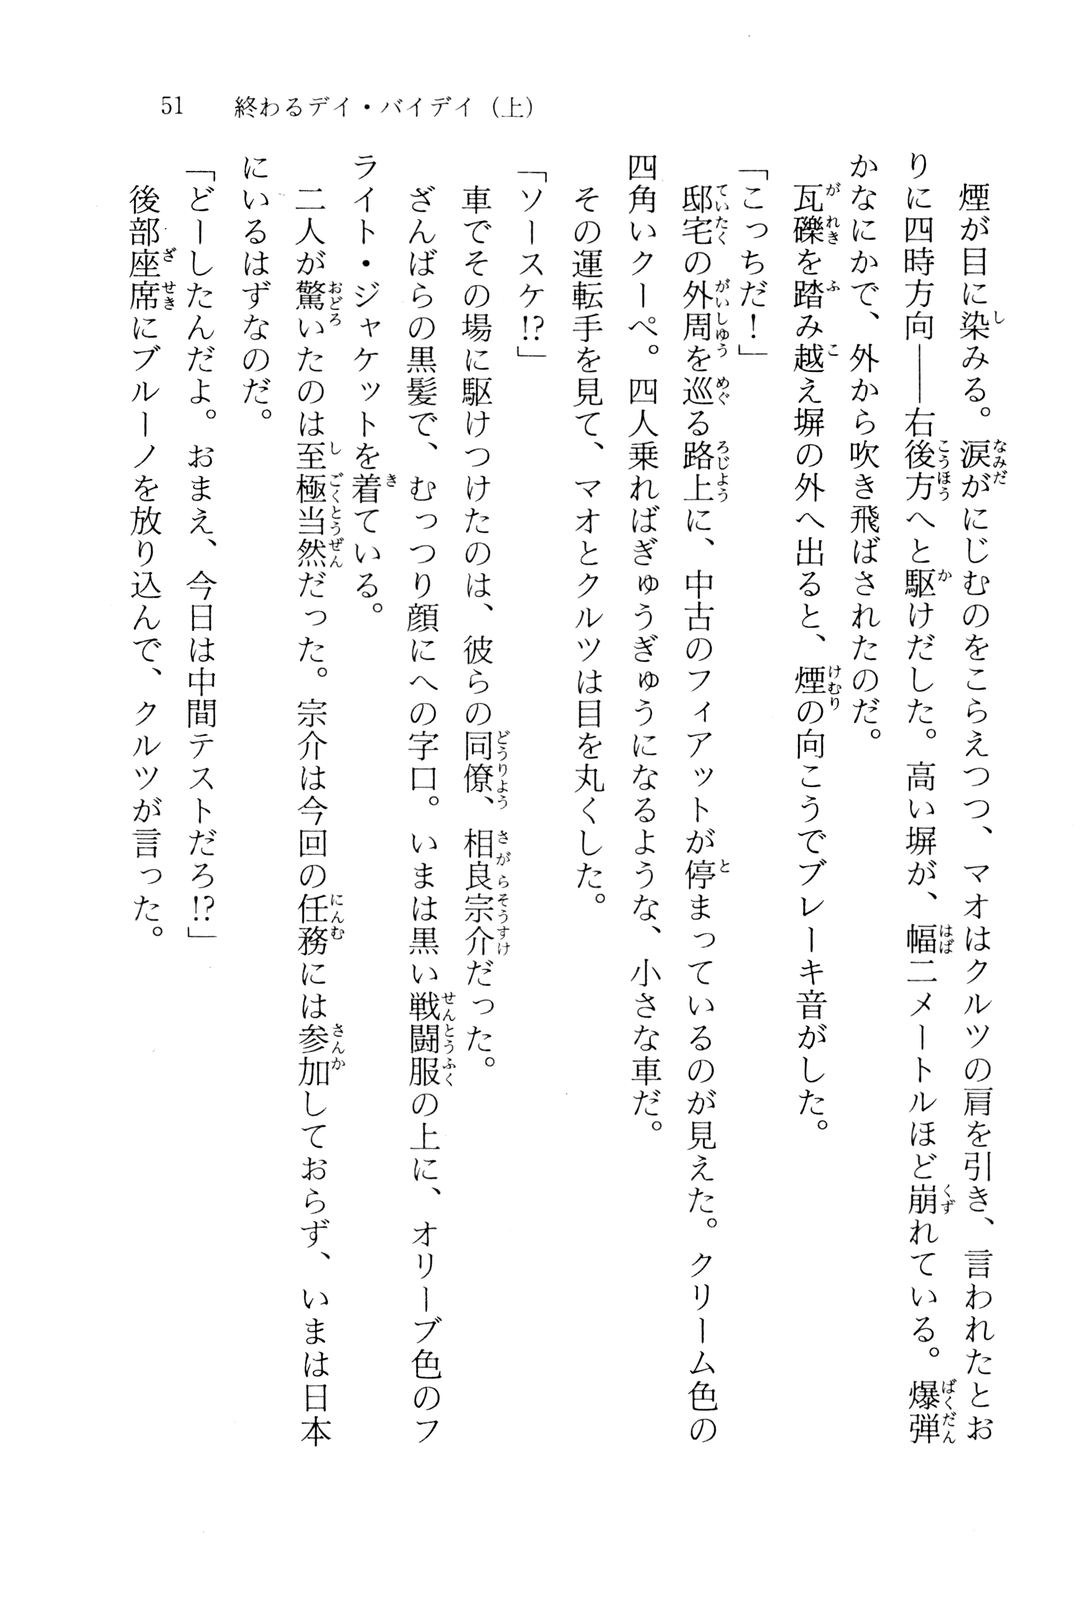 51　終わるデイ・バイデイ（上）
　煙が目に染みる。涙がにじむのをこらえつつ、マオはクルツの肩を引き、言われたとお
りに四時方向――右後方へと駆けだした。高い塀が、幅二メートルほど崩れている。爆弾
かなにかで、外から吹き飛ばされたのだ。
　瓦礫を踏み越え塀の外へ出ると、煙の向こうでブレーキ音がした。
「こっちだ！」
　邸宅の外周を巡る路上に、中古のフィアットが停まっているのが見えた。クリーム色の
四角いクーペ。四人乗ればぎゅうぎゅうになるような、小さな車だ。
　その運転手を見て、マオとクルツは目を丸くした。
「ソースケ!?」
　車でその場に駆けつけたのは、彼らの同僚、相良宗介だった。
　ざんばらの黒髪で、むっつり顔にへの字口。いまは黒い戦闘服の上に、オリーブ色のフ
ライト・ジャケットを着ている。
　二人が驚いたのは至極当然だった。宗介は今回の任務には参加しておらず、いまは日本
にいるはずなのだ。
「どーしたんだよ。おまえ、今日は中間テストだろ!?」
　後部座席にブルーノを放り込んで、クルツが言った。